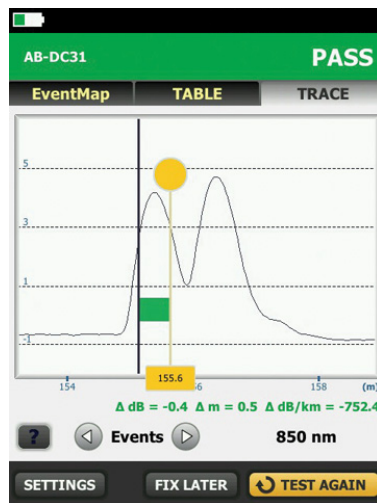 AB-DC31 PASS
EventMap TABLE TRACE
5
3
1
-1
154 155.6 6 158 (m)
Δ dB = -0.4 Δ m = 0.5 Δ dB/km = -752.4
? Events 850 nm
SETTINGS FIX LATER TEST AGAIN